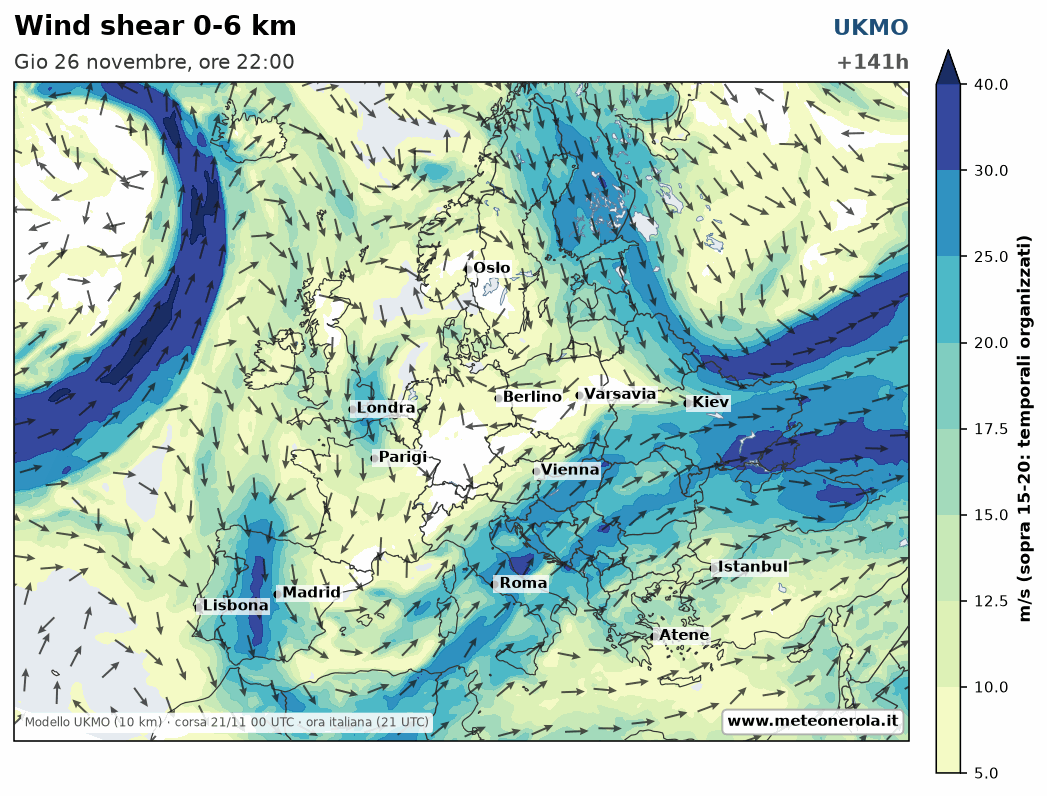 Wind shear 0-6 km
UKMO
Gio 26 novembre, ore 22:00
+141h
Oslo
Berlino
Varsavia
Kiev
Londra
Parigi
Vienna
Istanbul
Roma
Madrid
Lisbona
Atene
Modello UKMO (10 km) · corsa 21/11 00 UTC · ora italiana (21 UTC)
www.meteonerola.it
40.0
30.0
25.0
20.0
17.5
15.0
12.5
10.0
5.0
m/s (sopra 15-20: temporali organizzati)